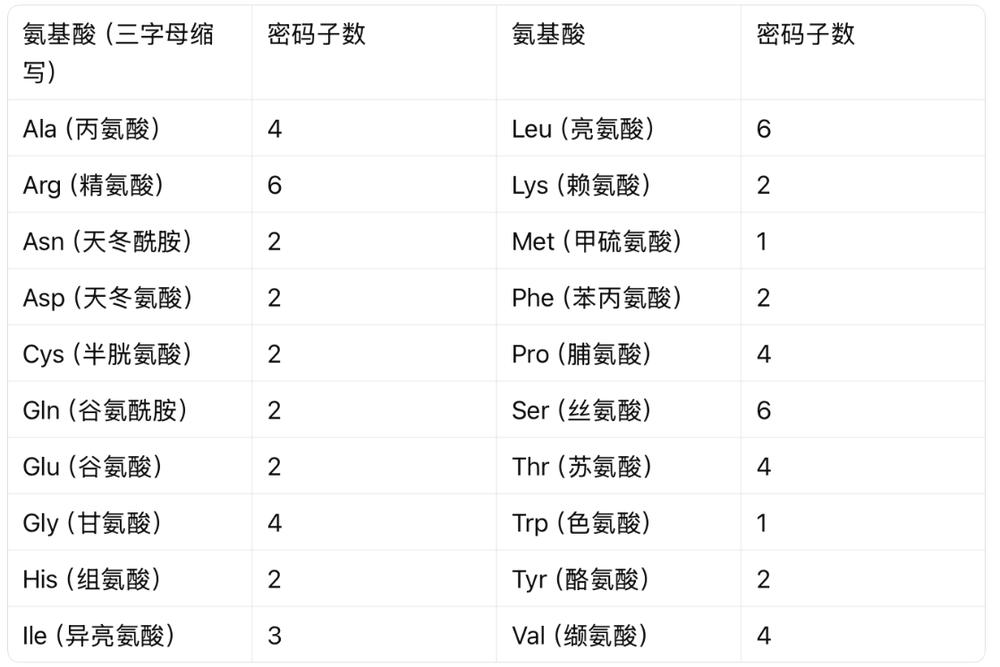 氨基酸（三字母缩写） 密码子数 氨基酸 密码子数
Ala（丙氨酸） 4 Leu（亮氨酸） 6
Arg（精氨酸） 6 Lys（赖氨酸） 2
Asn（天冬酰胺） 2 Met（甲硫氨酸） 1
Asp（天冬氨酸） 2 Phe（苯丙氨酸） 2
Cys（半胱氨酸） 2 Pro（脯氨酸） 4
Gln（谷氨酰胺） 2 Ser（丝氨酸） 6
Glu（谷氨酸） 2 Thr（苏氨酸） 4
Gly（甘氨酸） 4 Trp（色氨酸） 1
His（组氨酸） 2 Tyr（酪氨酸） 2
Ile（异亮氨酸） 3 Val（缬氨酸） 4